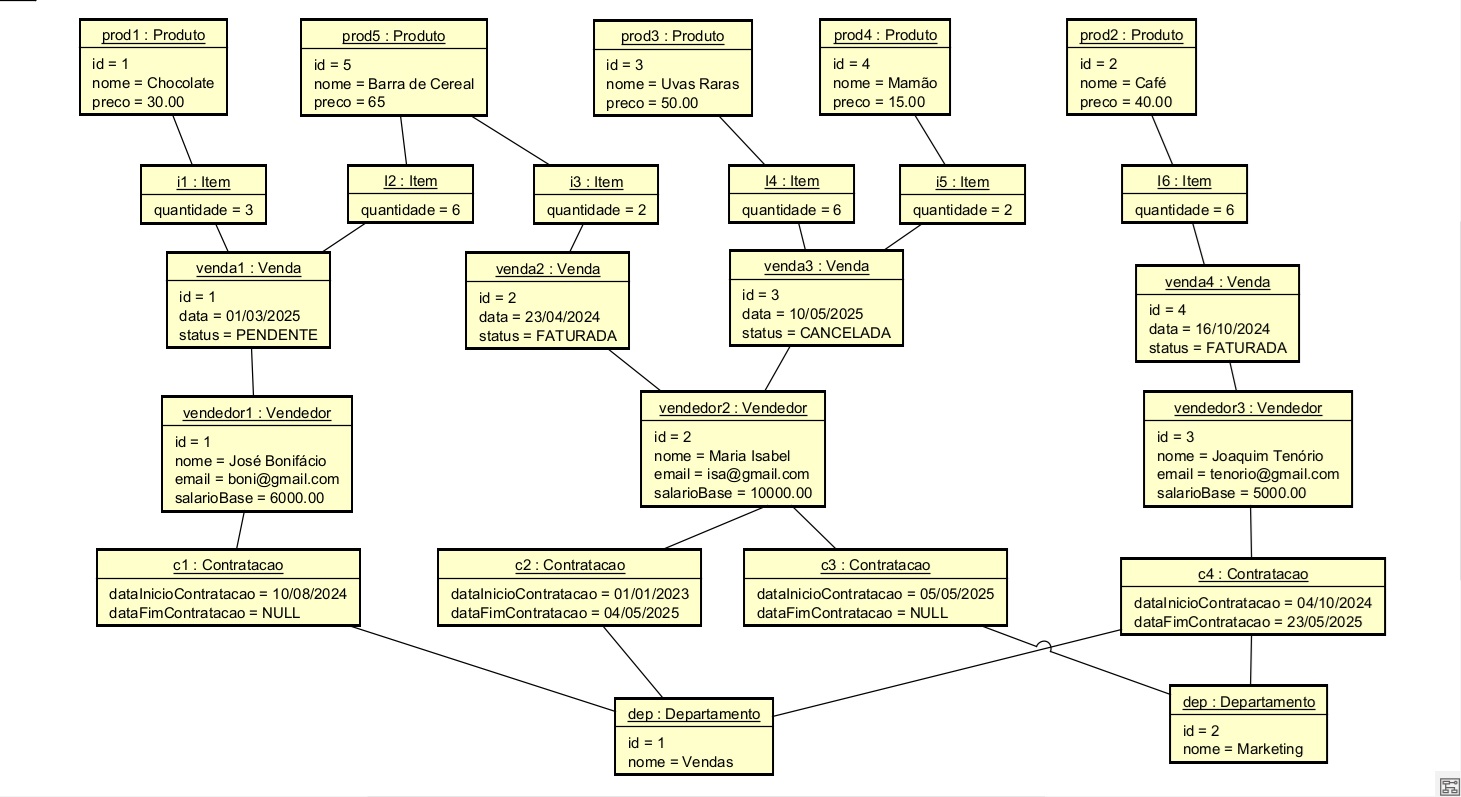 prod1 : Produto
id = 1
nome = Chocolate
preco = 30.00
prod5 : Produto
id = 5
nome = Barra de Cereal
preco = 65
prod3 : Produto
id = 3
nome = Uvas Raras
preco = 50.00
prod4 : Produto
id = 4
nome = Mamão
preco = 15.00
prod2 : Produto
id = 2
nome = Café
preco = 40.00
i1 : Item
quantidade = 3
I2 : Item
quantidade = 6
i3 : Item
quantidade = 2
I4 : Item
quantidade = 6
i5 : Item
quantidade = 2
I6 : Item
quantidade = 6
venda1 : Venda
id = 1
data = 01/03/2025
status = PENDENTE
venda2 : Venda
id = 2
data = 23/04/2024
status = FATURADA
venda3 : Venda
id = 3
data = 10/05/2025
status = CANCELADA
venda4 : Venda
id = 4
data = 16/10/2024
status = FATURADA
vendedor1 : Vendedor
id = 1
nome = José Bonifácio
email = boni@gmail.com
salarioBase = 6000.00
vendedor2 : Vendedor
id = 2
nome = Maria Isabel
email = isa@gmail.com
salarioBase = 10000.00
vendedor3 : Vendedor
id = 3
nome = Joaquim Tenório
email = tenorio@gmail.com
salarioBase = 5000.00
c1 : Contratacao
dataInicioContratacao = 10/08/2024
dataFimContratacao = NULL
c2 : Contratacao
dataInicioContratacao = 01/01/2023
dataFimContratacao = 04/05/2025
c3 : Contratacao
dataInicioContratacao = 05/05/2025
dataFimContratacao = NULL
c4 : Contratacao
dataInicioContratacao = 04/10/2024
dataFimContratacao = 23/05/2025
dep : Departamento
id = 1
nome = Vendas
dep : Departamento
id = 2
nome = Marketing